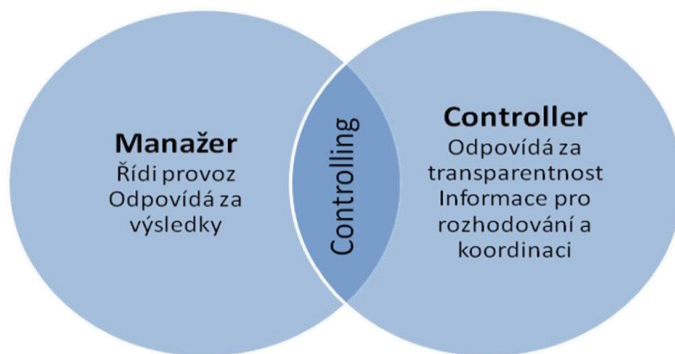 Manažer
Řídi provoz
Odpovídá za
výsledky
Controlling
Controller
Odpovídá za
transparentnost
Informace pro
rozhodování a
koordinaci